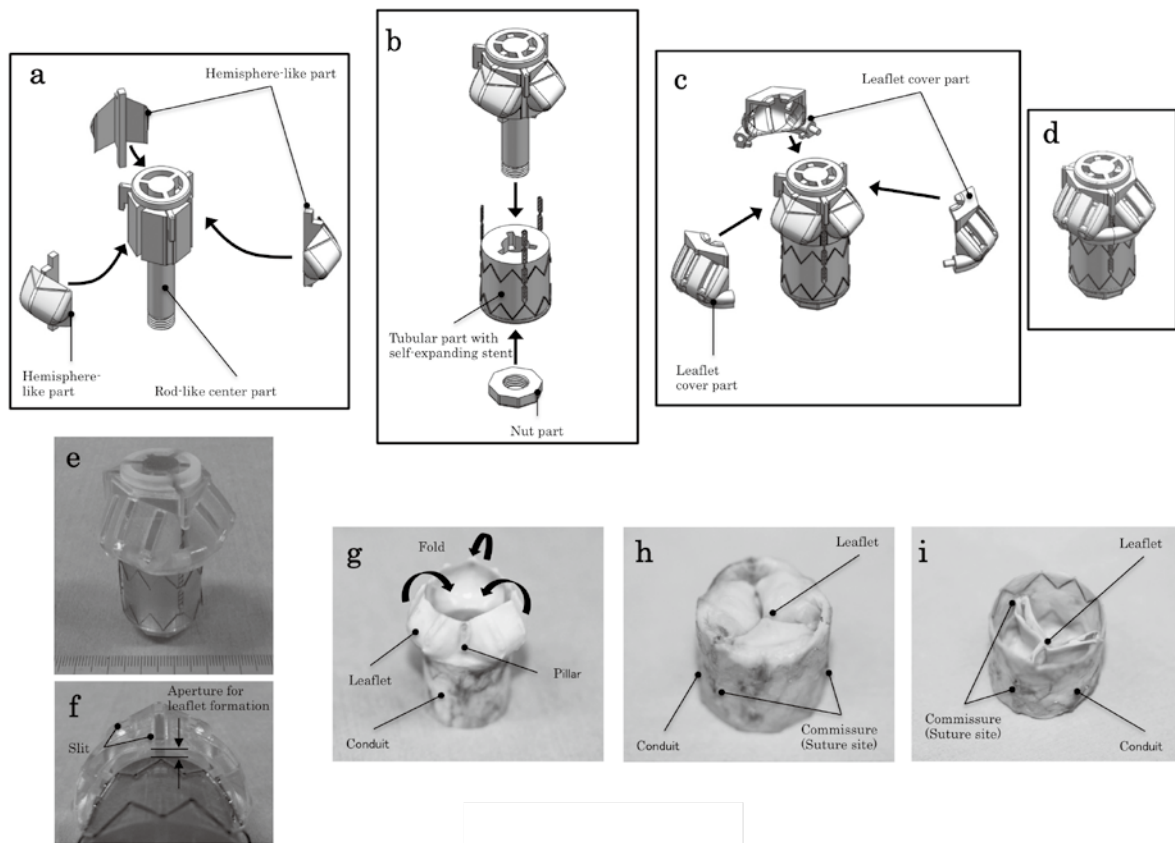 a
Hemisphere-like part
Hemisphere-
like part
Rod-like center part
b
Tubular part with
self-expanding stent
Nut part
c
Leaflet cover part
Leaflet
cover part
d
e
f
Aperture for
leaflet formation
Slit
g
Fold
Leaflet
Pillar
Conduit
h
Leaflet
Conduit
Commissure
(Suture site)
i
Leaflet
Commissure
(Suture site)
Conduit